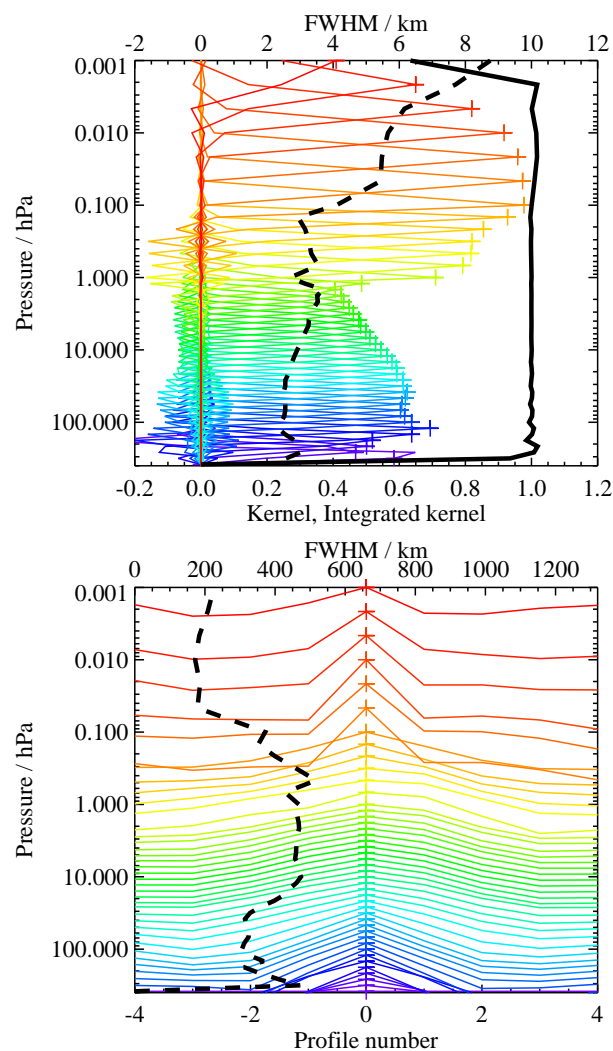 FWHM / km
-2 0 2 4 6 8 10 12
0.001
0.010
0.100
1.000
10.000
100.000
Pressure / hPa
-0.2 0.0 0.2 0.4 0.6 0.8 1.0 1.2
Kernel, Integrated kernel
FWHM / km
0 200 400 600 800 1000 1200
0.001
0.010
0.100
1.000
10.000
100.000
Pressure / hPa
-4 -2 0 2 4
Profile number